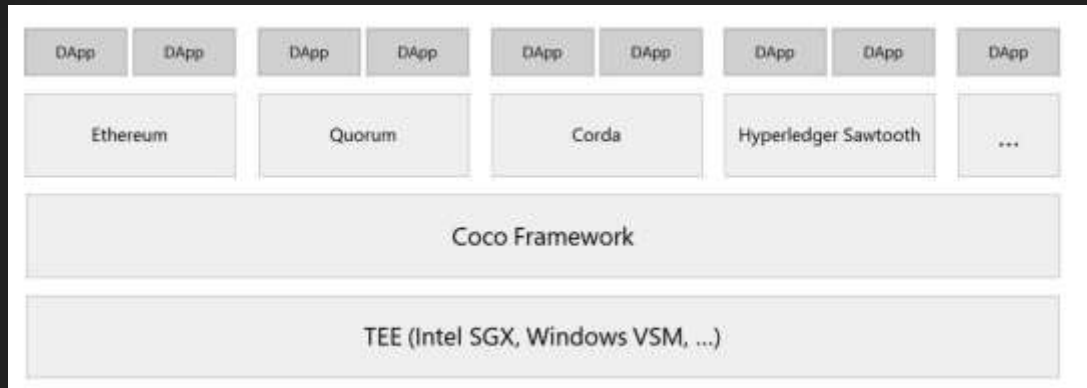 DApp DApp DApp DApp DApp DApp DApp DApp DApp
Ethereum Quorum Corda Hyperledger Sawtooth ...
Coco Framework
TEE (Intel SGX, Windows VSM, ...)